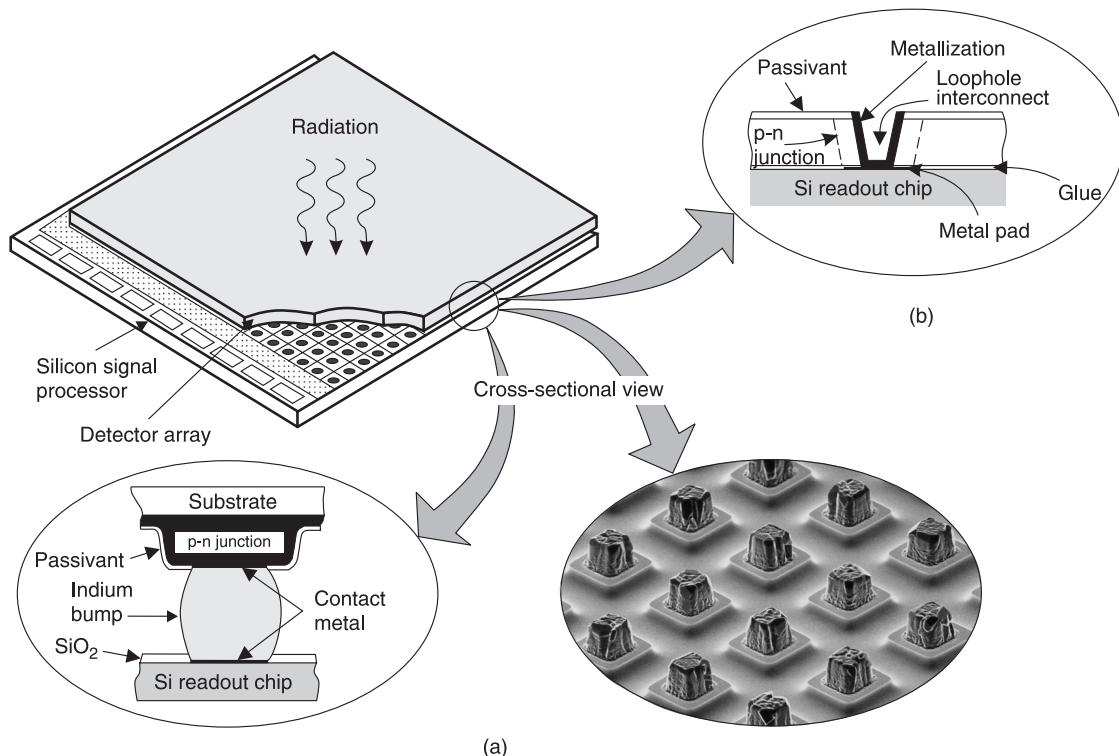 Radiation
Silicon signal
processor
Detector array
Cross-sectional view
Metallization
Passivant
Loophole
interconnect
p-n
junction
Si readout chip
Glue
Metal pad
(b)
Substrate
p-n junction
Passivant
Indium
bump
Contact
metal
SiO₂
Si readout chip
(a)